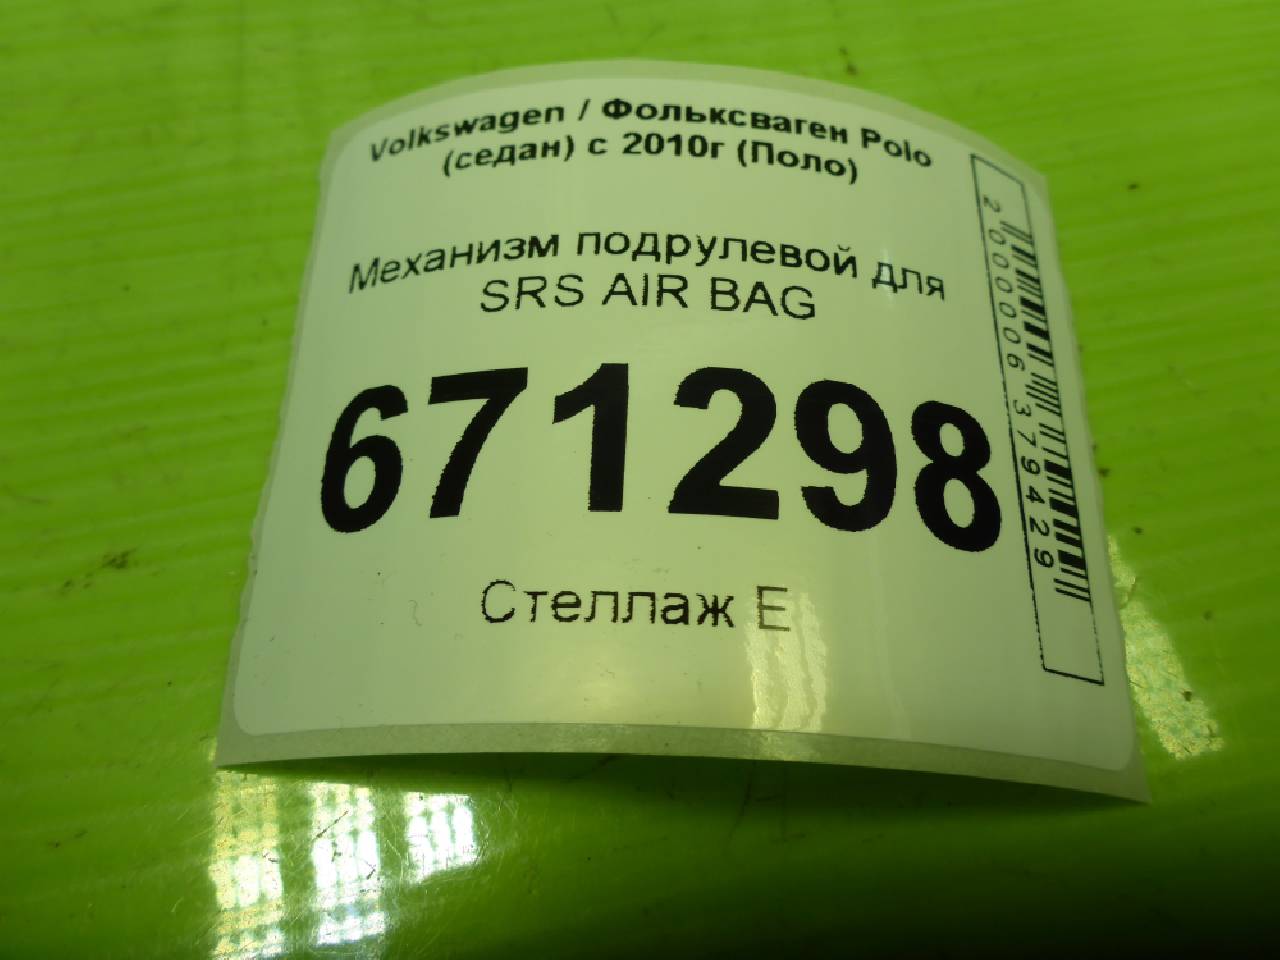 Volkswagen / Фольксваген Polo
(седан) с 2010г (Поло)
Механизм подрулевой для
SRS AIR BAG
671298
Стеллаж Е
2000006379429